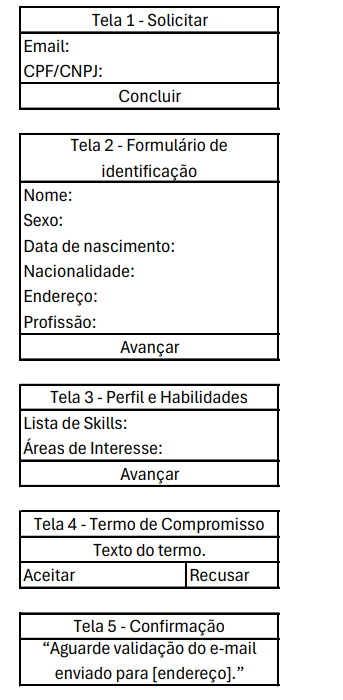 Tela 1 - Solicitar
Email:
CPF/CNPJ:
Concluir
Tela 2 - Formulário de
identificação
Nome:
Sexo:
Data de nascimento:
Nacionalidade:
Endereço:
Profissão:
Avançar
Tela 3 - Perfil e Habilidades
Lista de Skills:
Áreas de Interesse:
Avançar
Tela 4 - Termo de Compromisso
Texto do termo.
Aceitar Recusar
Tela 5 - Confirmação
“Aguarde validação do e-mail
enviado para [endereço].”